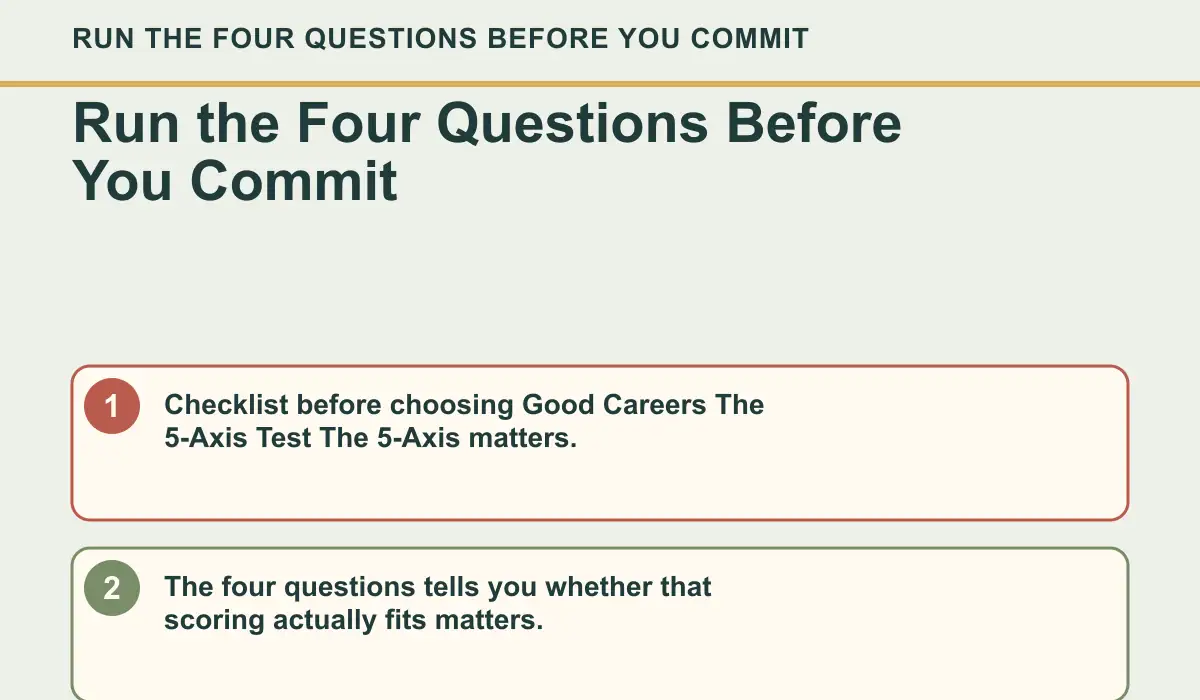 RUN THE FOUR QUESTIONS BEFORE YOU COMMIT
Run the Four Questions Before
You Commit
1
Checklist before choosing Good Careers The
5-Axis Test The 5-Axis matters.
2
The four questions tells you whether that
scoring actually fits matters.